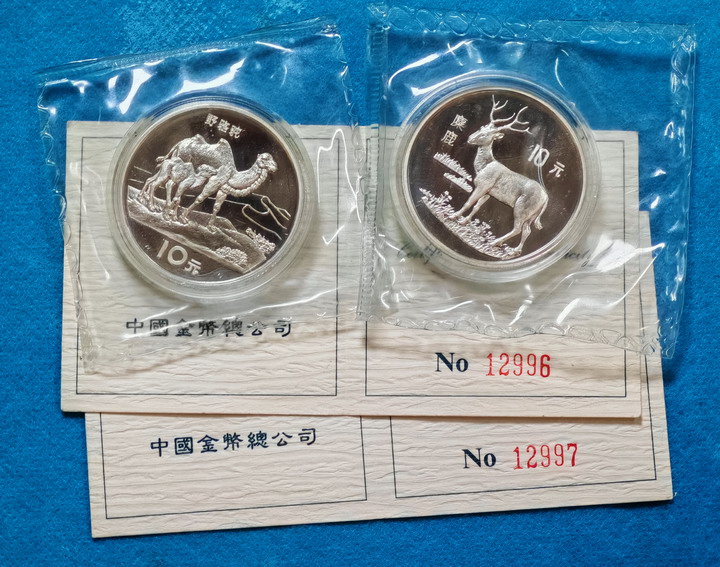 野骆驼
10元
麋鹿
10元
中國金幣總公司
No 12996
中國金幣總公司
No 12997